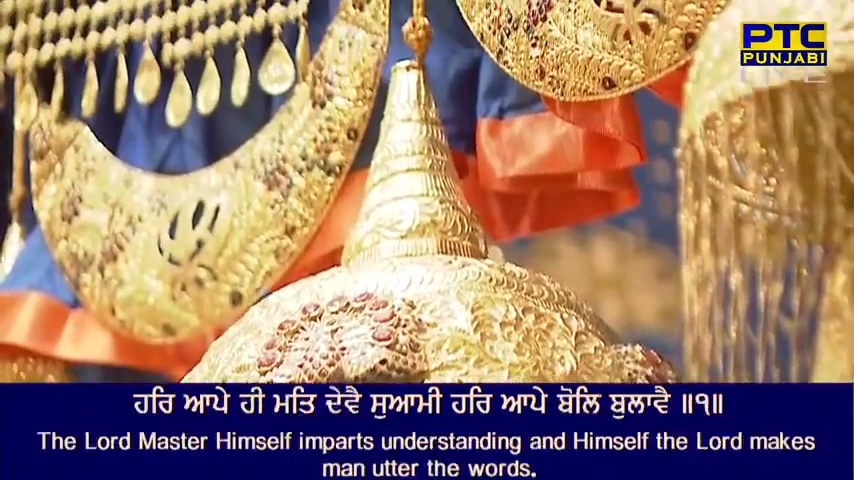 PTC
PUNJABI
ਹਰਿ ਆਪੇ ਹੀ ਮਤਿ ਦੇਵੈ ਸੁਆਮੀ ਹਰਿ ਆਪੇ ਬੋਲਿ ਬੁਲਾਵੈ ॥੧॥
The Lord Master Himself imparts understanding and Himself the Lord makes
man utter the words.